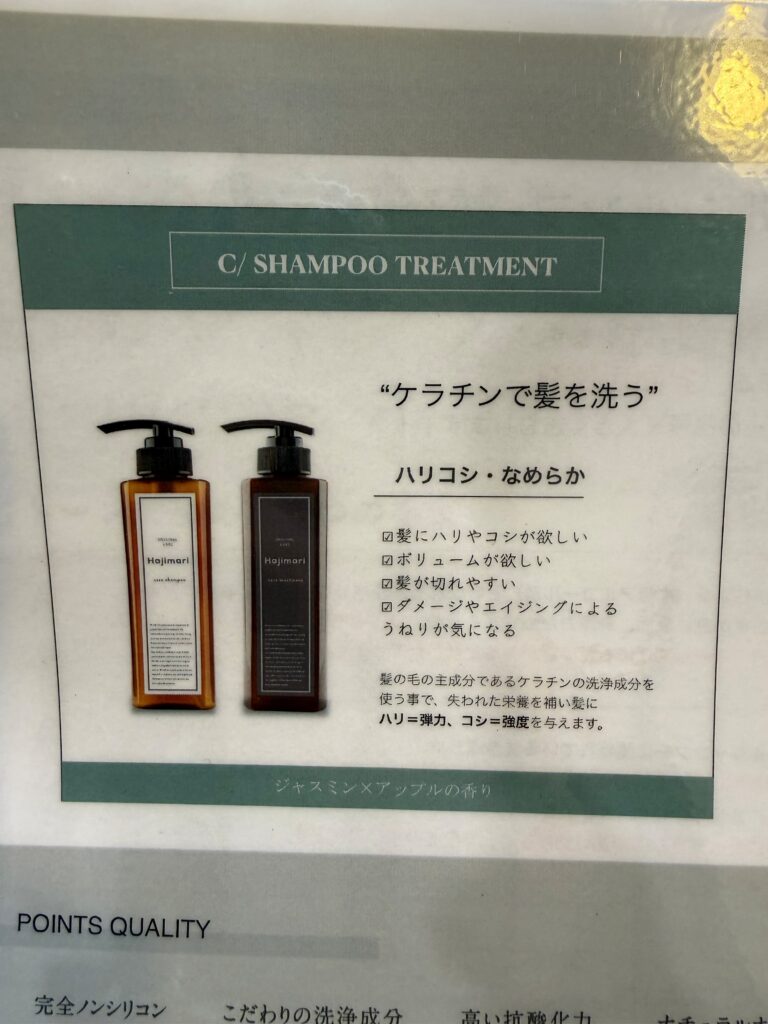 C/ SHAMPOO TREATMENT
“ケラチンで髪を洗う”
ハリコシ・なめらか
☑髪にハリやコシが欲しい
☑ボリュームが欲しい
☑髪が切れやすい
☑ダメージやエイジングによる
うねりが気になる
髪の毛の主成分であるケラチンの洗浄成分を
使う事で、失われた栄養を補い髪に
ハリ＝弾力、コシ＝強度を与えます。
Hajimari
care shampoo
Hajimari
care treatment
ジャスミン×アップルの香り
POINTS QUALITY
完全ノンシリコン
こだわりの洗浄成分
高い抗酸化力